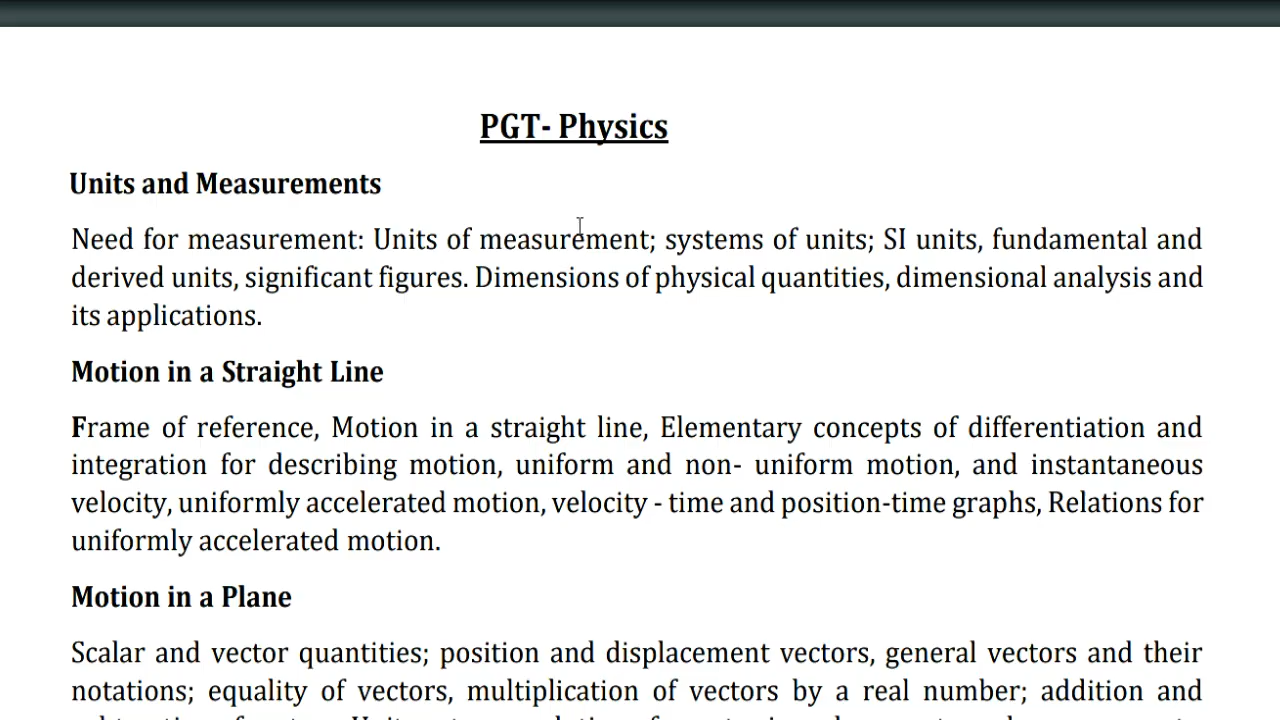 PGT- Physics
Units and Measurements
Need for measurement: Units of measurement; systems of units; SI units, fundamental and
derived units, significant figures. Dimensions of physical quantities, dimensional analysis and
its applications.
Motion in a Straight Line
Frame of reference, Motion in a straight line, Elementary concepts of differentiation and
integration for describing motion, uniform and non- uniform motion, and instantaneous
velocity, uniformly accelerated motion, velocity - time and position-time graphs, Relations for
uniformly accelerated motion.
Motion in a Plane
Scalar and vector quantities; position and displacement vectors, general vectors and their
notations; equality of vectors, multiplication of vectors by a real number; addition and